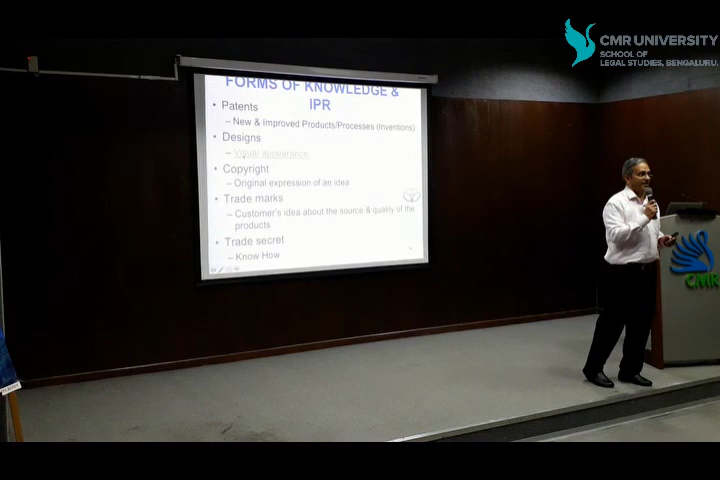 CMR UNIVERSITY
SCHOOL OF
LEGAL STUDIES, BENGALURU.
FORMS OF KNOWLEDGE &
IPR
• Patents
– New & Improved Products/Processes (Inventions)
• Designs
– Visual appearance
• Copyright
– Original expression of an idea
• Trade marks
– Customer's idea about the source & quality of the
products
• Trade secret
– Know How
CMR